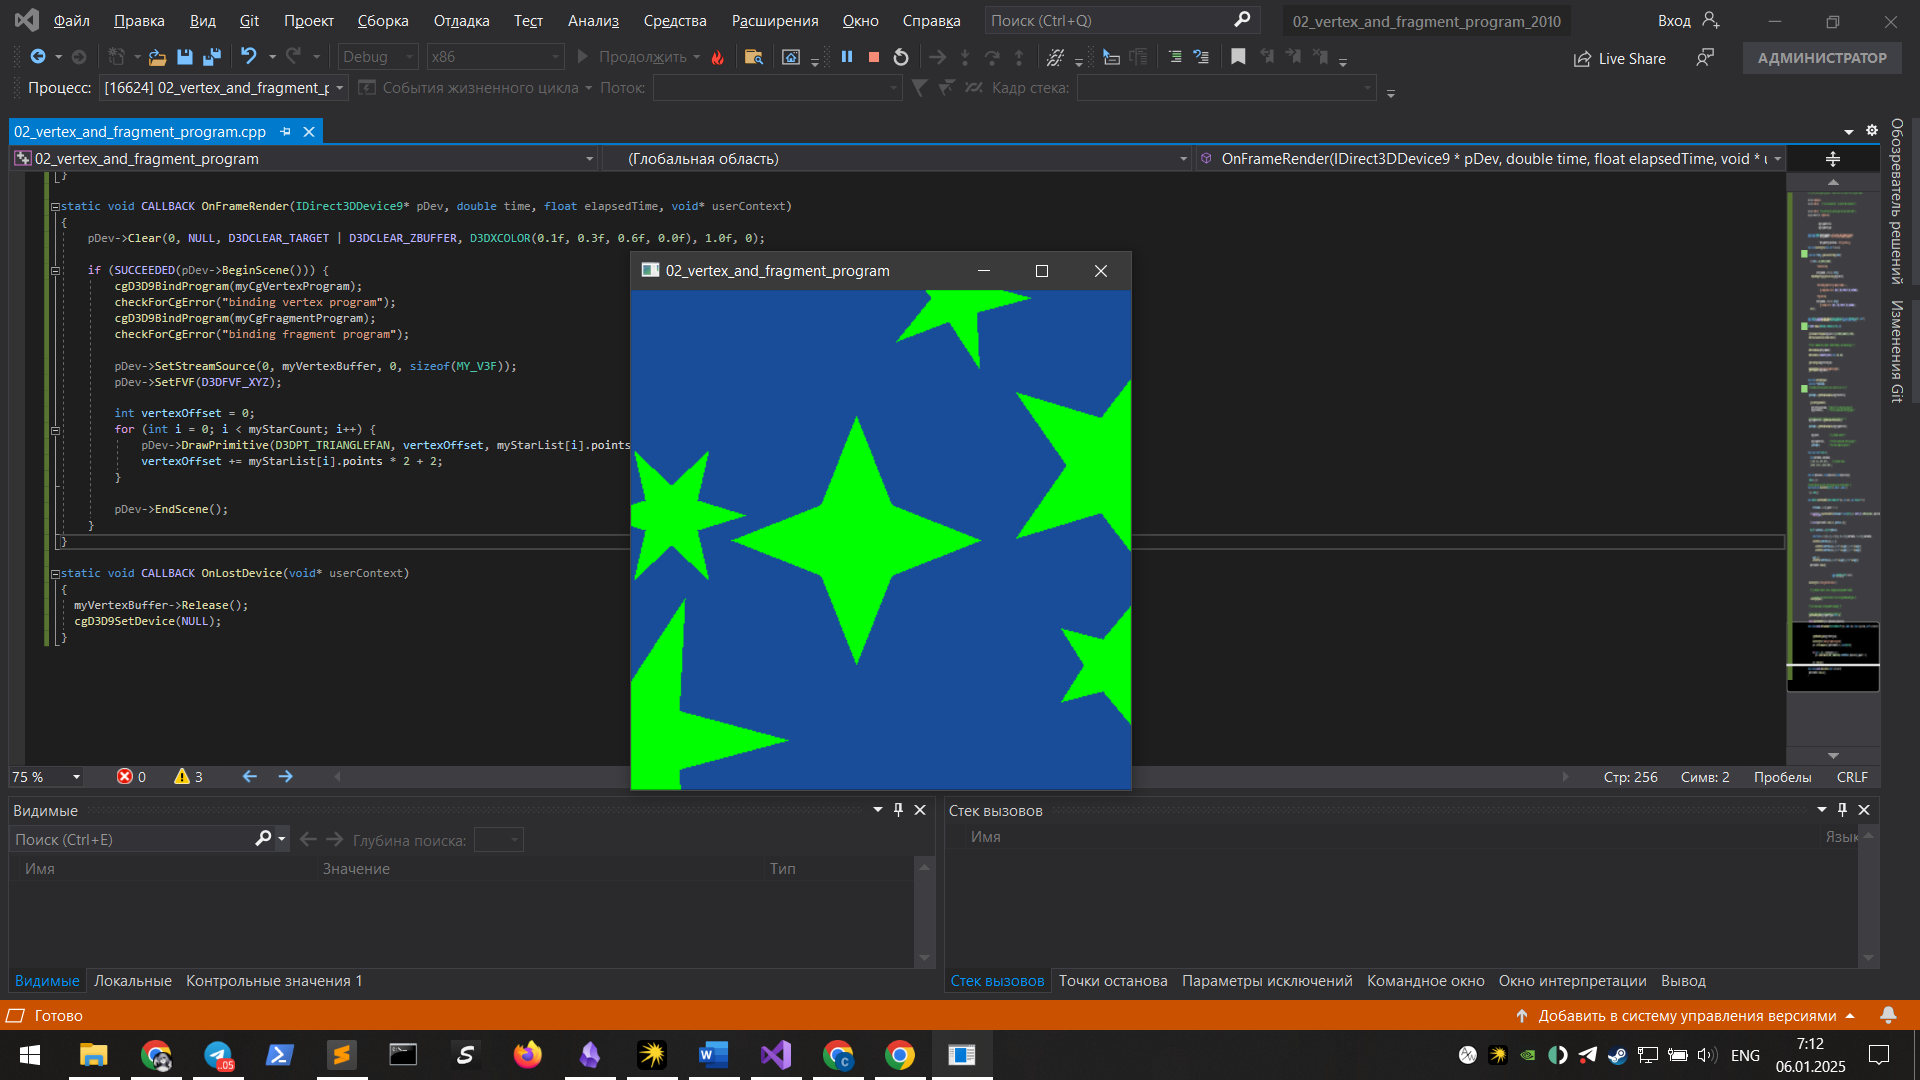 Файл Правка Вид Git Проект Сборка Отладка Тест Анализ Средства Расширения Окно Справка Поиск (Ctrl+Q) 02_vertex_and_fragment_program_2010 Вход
Debug x86 Продолжить Live Share АДМИНИСТРАТОР
Процесс: [16624] 02_vertex_and_fragment_p События жизненного цикла Поток: Кадр стека:
02_vertex_and_fragment_program.cpp
02_vertex_and_fragment_program (Глобальная область) OnFrameRender(IDirect3DDevice9 * pDev, double time, float elapsedTime, void * u
}
static void CALLBACK OnFrameRender(IDirect3DDevice9* pDev, double time, float elapsedTime, void* userContext)
{
pDev->Clear(0, NULL, D3DCLEAR_TARGET | D3DCLEAR_ZBUFFER, D3DXCOLOR(0.1f, 0.3f, 0.6f, 0.0f), 1.0f, 0);
if (SUCCEEDED(pDev->BeginScene())) {
cgD3D9BindProgram(myCgVertexProgram);
checkForCgError("binding vertex program");
cgD3D9BindProgram(myCgFragmentProgram);
checkForCgError("binding fragment program");
pDev->SetStreamSource(0, myVertexBuffer, 0, sizeof(MY_V3F));
pDev->SetFVF(D3DFVF_XYZ);
int vertexOffset = 0;
for (int i = 0; i < myStarCount; i++) {
pDev->DrawPrimitive(D3DPT_TRIANGLEFAN, vertexOffset, myStarList[i].points
vertexOffset += myStarList[i].points * 2 + 2;
}
pDev->EndScene();
}
}
static void CALLBACK OnLostDevice(void* userContext)
{
myVertexBuffer->Release();
cgD3D9SetDevice(NULL);
}
02_vertex_and_fragment_program
Обозреватель решений
Изменения Git
75 % 0 3 Стр: 256 Симв: 2 Пробелы CRLF
Видимые
Поиск (Ctrl+E) Глубина поиска:
Имя Значение Тип
Видимые Локальные Контрольные значения 1
Стек вызовов
Имя Язык
Стек вызовов Точки останова Параметры исключений Командное окно Окно интерпретации Вывод
Готово Добавить в систему управления версиями
ENG 7:12
06.01.2025